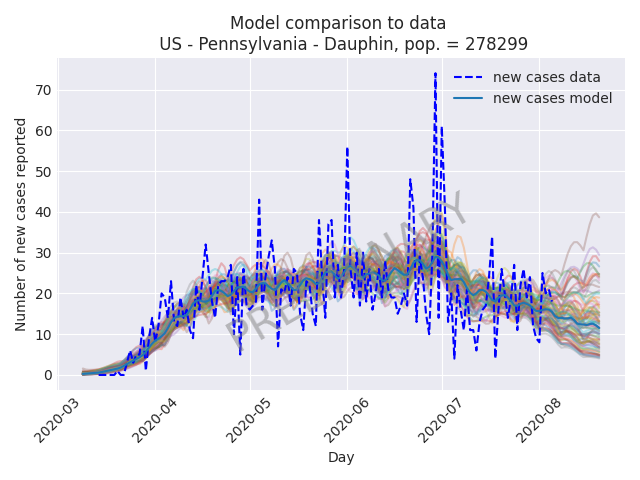 Model comparison to data
US - Pennsylvania - Dauphin, pop. = 278299
Number of new cases reported
70
60
50
40
30
20
10
0
new cases data
new cases model
PRELIMINARY
2020-03
2020-04
2020-05
2020-06
2020-07
2020-08
Day